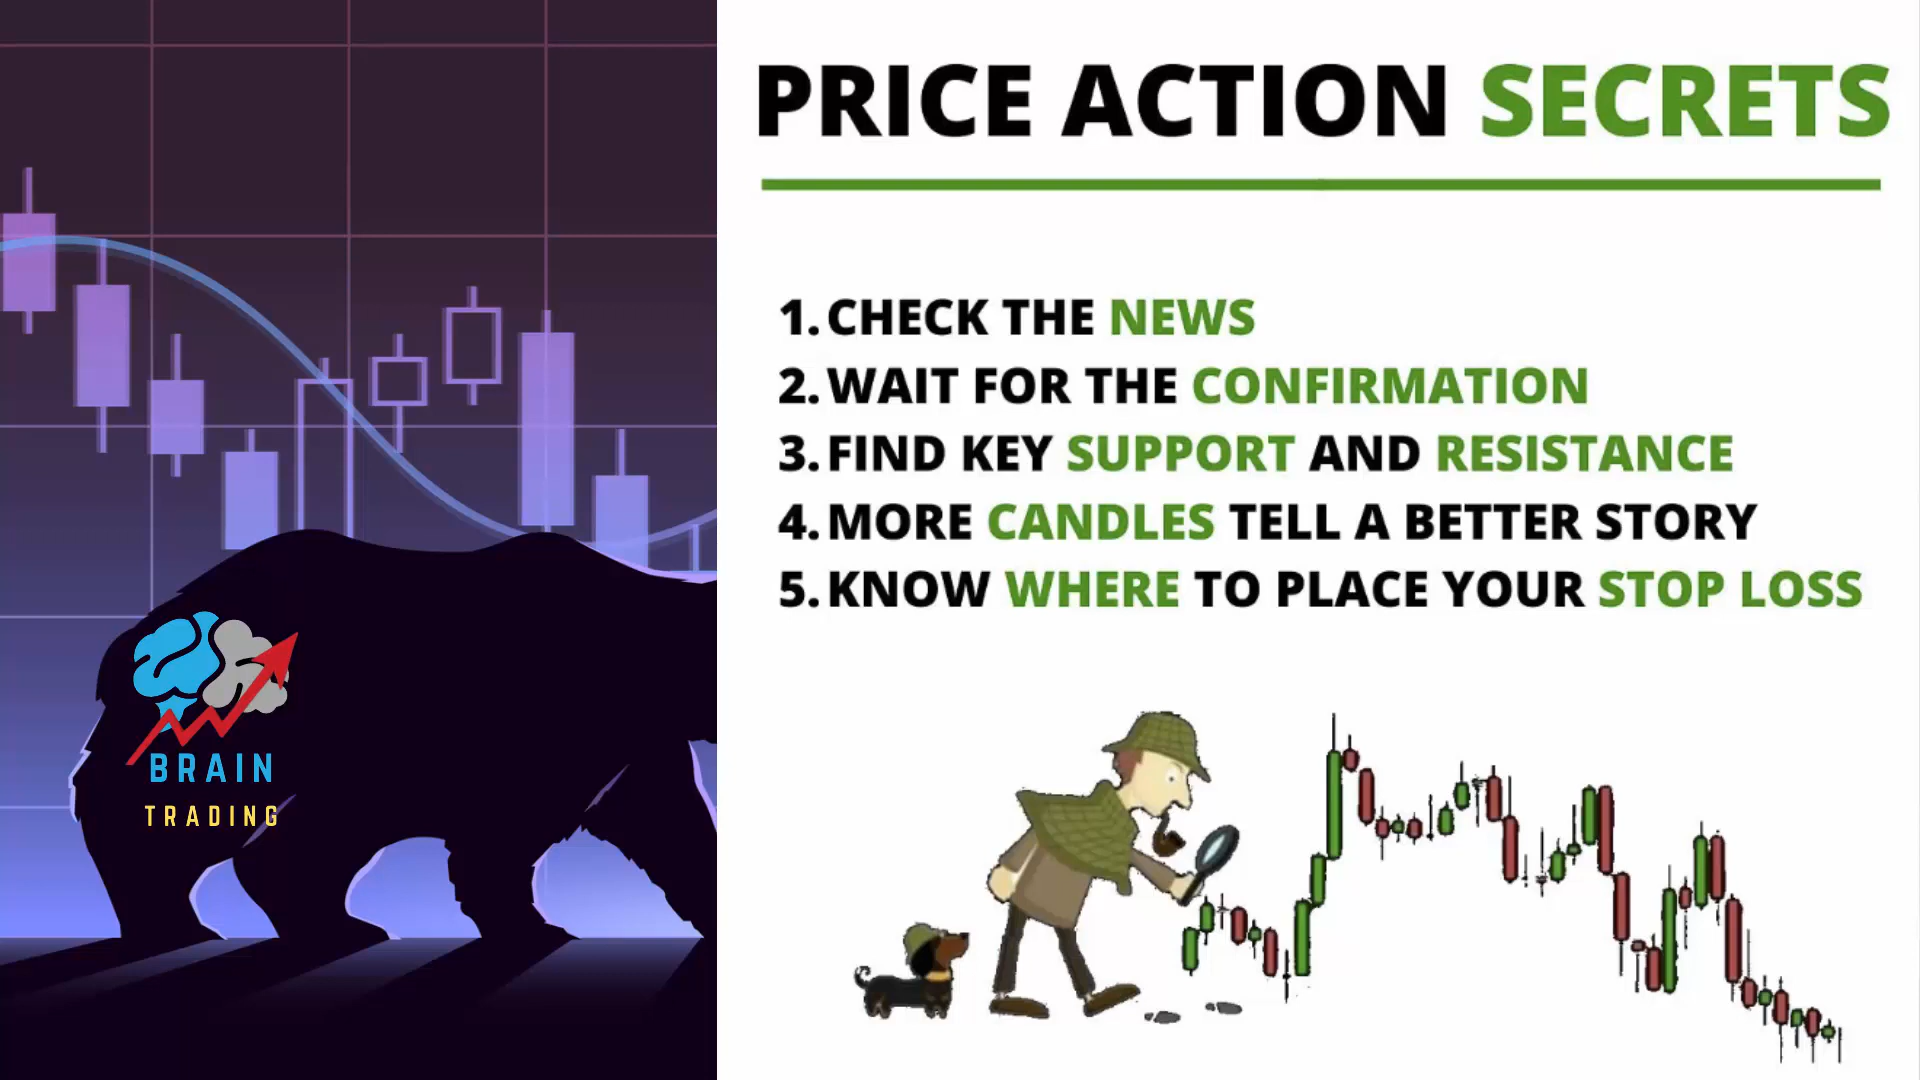 PRICE ACTION SECRETS
1. CHECK THE NEWS
2. WAIT FOR THE CONFIRMATION
3. FIND KEY SUPPORT AND RESISTANCE
4. MORE CANDLES TELL A BETTER STORY
5. KNOW WHERE TO PLACE YOUR STOP LOSS
BRAIN
TRADING